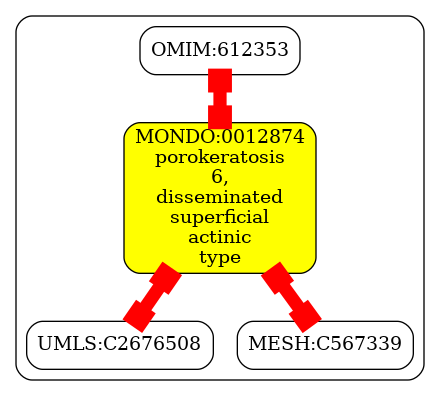 OMIM:612353
MONDO:0012874
porokeratosis
6,
disseminated
superficial
actinic
type
UMLS:C2676508
MESH:C567339